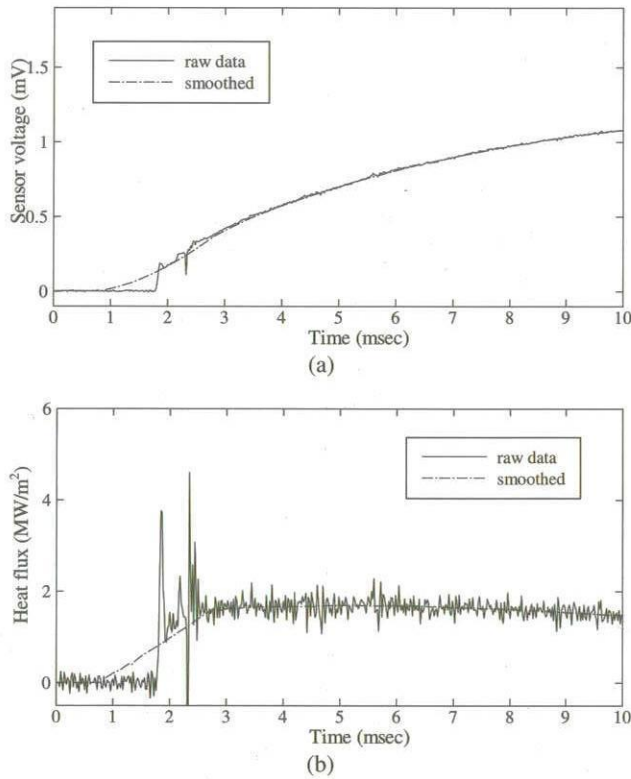 1.5
1
0.5
0
Sensor voltage (mV)
raw data
smoothed
0 1 2 3 4 5 6 7 8 9 10
Time (msec)
(a)
6
4
2
0
Heat flux (MW/m²)
raw data
smoothed
0 1 2 3 4 5 6 7 8 9 10
Time (msec)
(b)